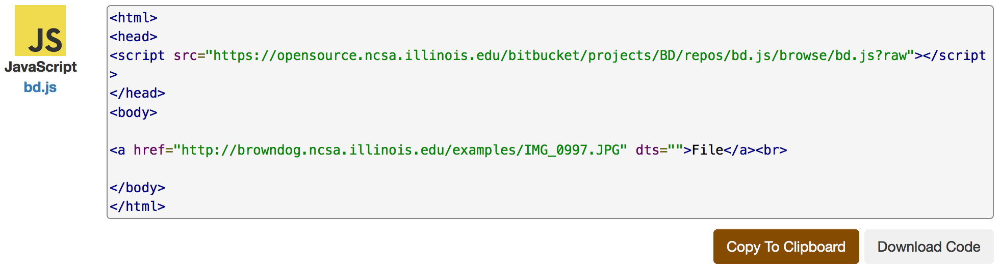 JS
JavaScript
bd.js
<html>
<head>
<script src="https://opensource.ncsa.illinois.edu/bitbucket/projects/BD/repos/bd.js/browse/bd.js?raw"></script
>
</head>
<body>
<a href="http://browndog.ncsa.illinois.edu/examples/IMG_0997.JPG" dts="">File</a><br>
</body>
</html>
Copy To Clipboard
Download Code